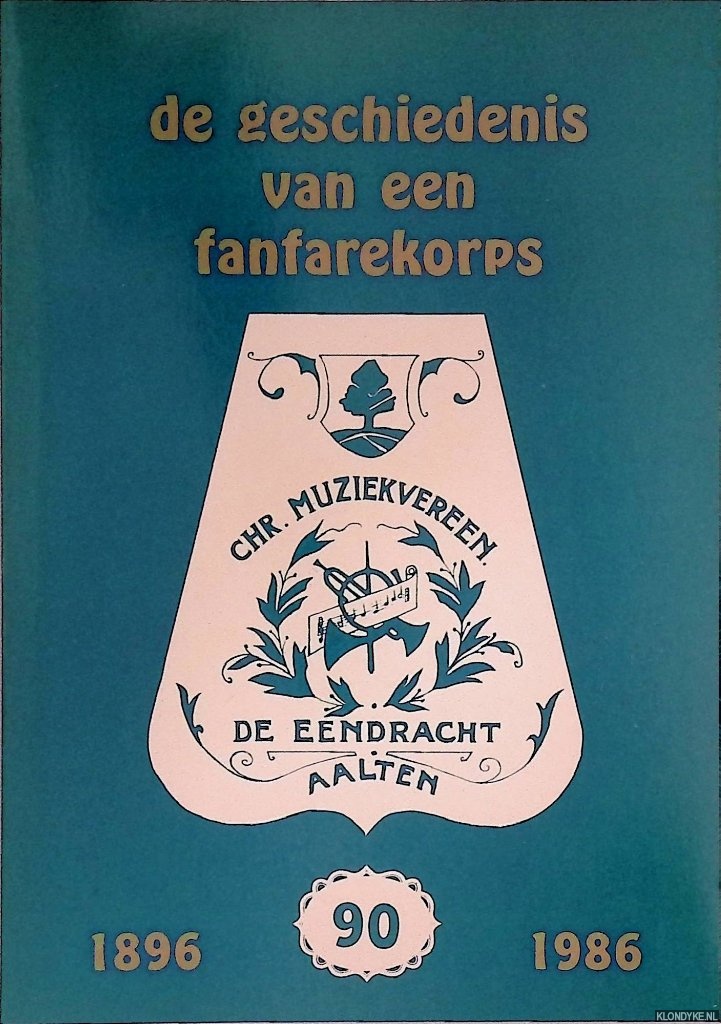 de geschiedenis
van een
fanfarekorps
CHR. MUZIEKVEREEN.
DE EENDRACHT
AALTEN
90
1896
1986
KLONDYKE.NL